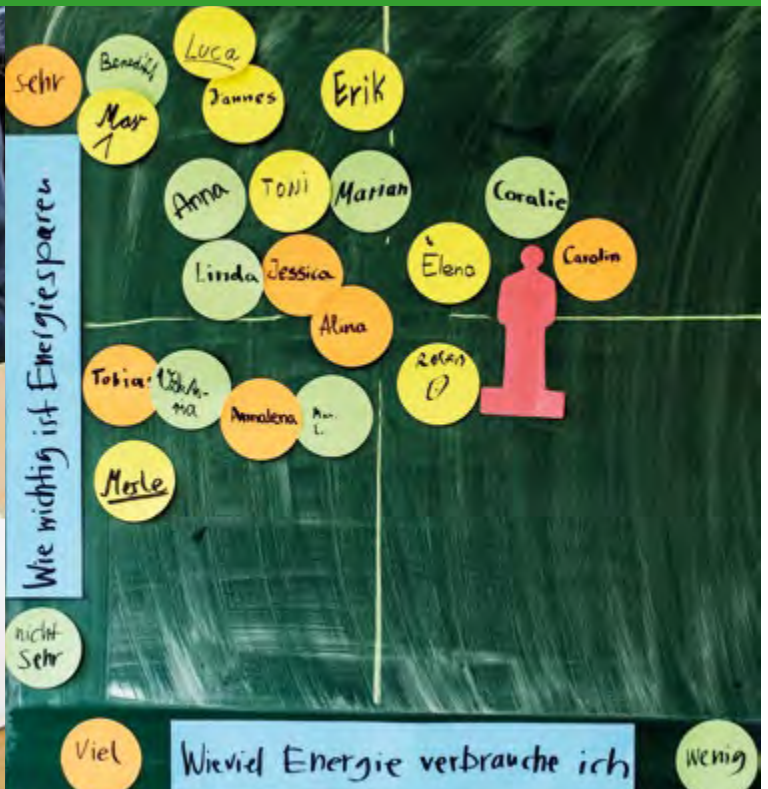 sehr
Benedikt
Luca
Jannes
Erik
Max
Anna
TONi
Marian
Coralie
Linda
Jessica
Elena
Carolin
Alina
Tobias
Annalena
Merle
Wie wichtig ist Energiesparen
nicht
Sehr
Viel
Wieviel Energie verbrauche ich
wenig